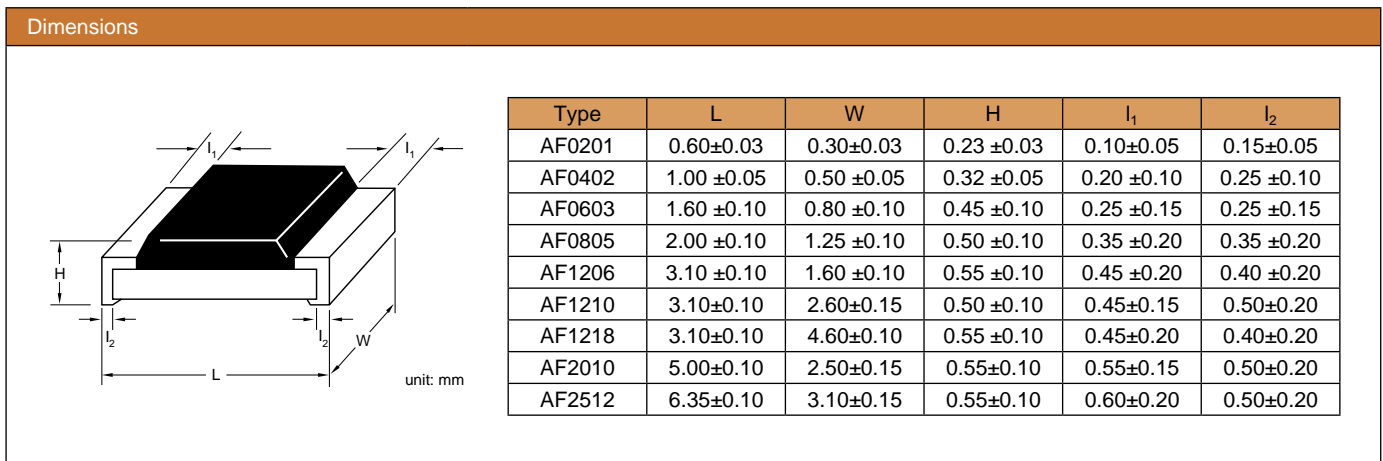 Dimensions
l1
l1
H
l2
l2
W
L
unit: mm
Type L W H l1 l2
AF0201 0.60±0.03 0.30±0.03 0.23 ±0.03 0.10±0.05 0.15±0.05
AF0402 1.00 ±0.05 0.50 ±0.05 0.32 ±0.05 0.20 ±0.10 0.25 ±0.10
AF0603 1.60 ±0.10 0.80 ±0.10 0.45 ±0.10 0.25 ±0.15 0.25 ±0.15
AF0805 2.00 ±0.10 1.25 ±0.10 0.50 ±0.10 0.35 ±0.20 0.35 ±0.20
AF1206 3.10 ±0.10 1.60 ±0.10 0.55 ±0.10 0.45 ±0.20 0.40 ±0.20
AF1210 3.10±0.10 2.60±0.15 0.50 ±0.10 0.45±0.15 0.50±0.20
AF1218 3.10±0.10 4.60±0.10 0.55 ±0.10 0.45±0.20 0.40±0.20
AF2010 5.00±0.10 2.50±0.15 0.55±0.10 0.55±0.15 0.50±0.20
AF2512 6.35±0.10 3.10±0.15 0.55±0.10 0.60±0.20 0.50±0.20